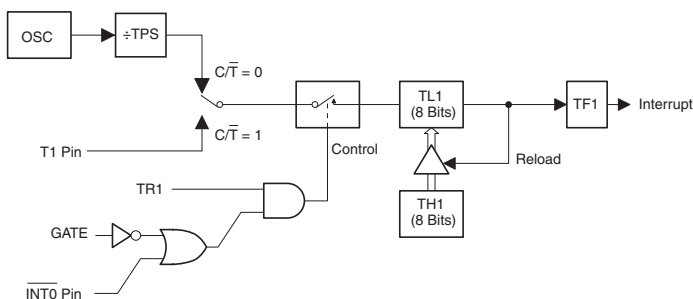 OSC
÷TPS
C/T̅ = 0
C/T̅ = 1
T1 Pin
Control
TL1
(8 Bits)
TF1
Interrupt
Reload
TH1
(8 Bits)
TR1
GATE
I̅N̅T̅0̅ Pin